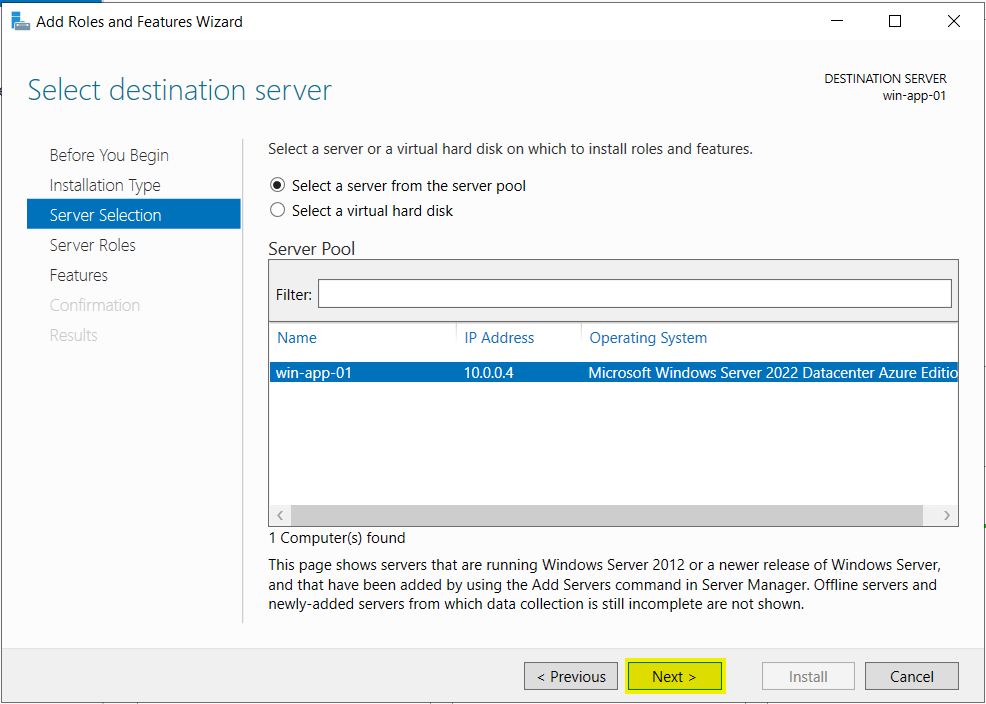 Add Roles and Features Wizard
Select destination server
DESTINATION SERVER
win-app-01
Before You Begin
Installation Type
Server Selection
Server Roles
Features
Confirmation
Results
Select a server or a virtual hard disk on which to install roles and features.
Select a server from the server pool
Select a virtual hard disk
Server Pool
Filter:
Name IP Address Operating System
win-app-01 10.0.0.4 Microsoft Windows Server 2022 Datacenter Azure Editio
1 Computer(s) found
This page shows servers that are running Windows Server 2012 or a newer release of Windows Server,
and that have been added by using the Add Servers command in Server Manager. Offline servers and
newly-added servers from which data collection is still incomplete are not shown.
< Previous Next > Install Cancel